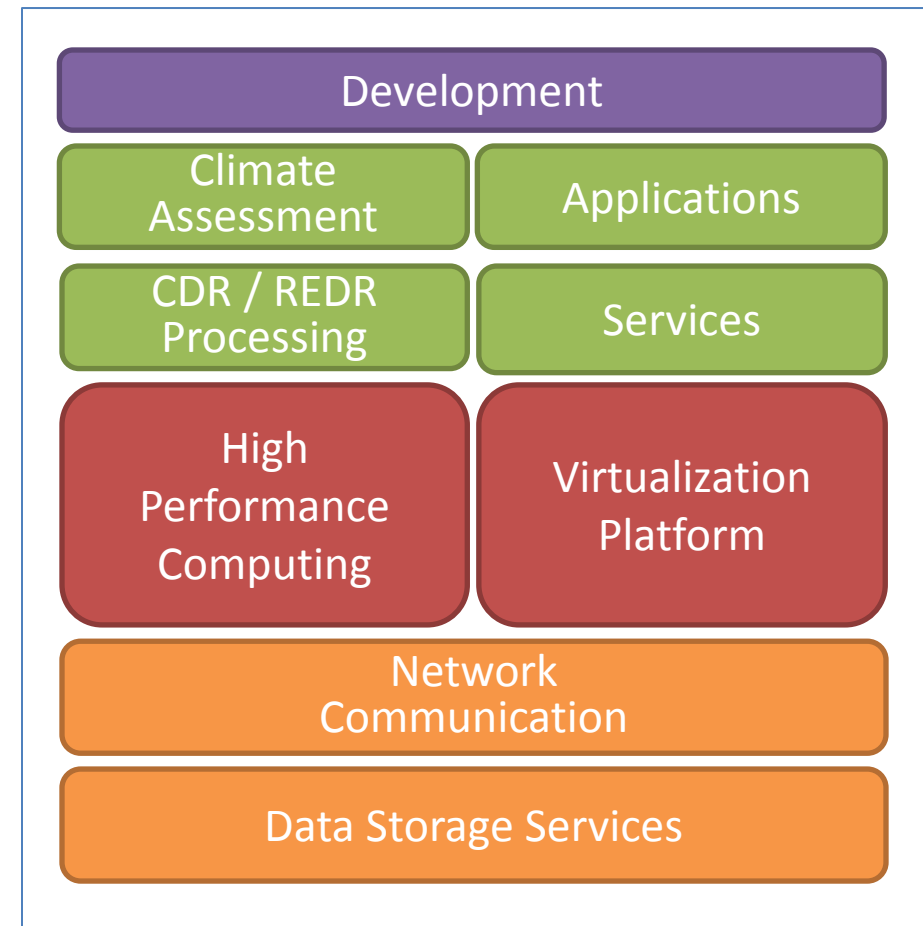 Development
Climate
Assessment
Applications
CDR / REDR
Processing
Services
High
Performance
Computing
Virtualization
Platform
Network
Communication
Data Storage Services